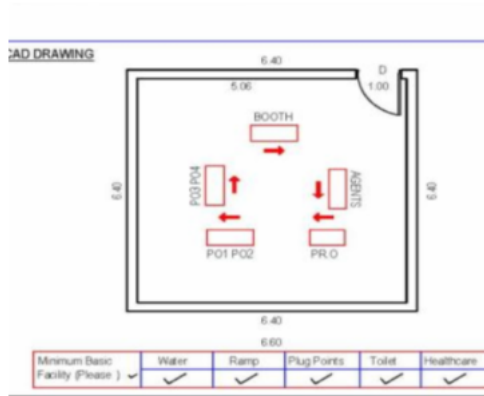 CAD DRAWING
6.40
D
5.06
1.00
BOOTH
6.40
PO3 PO4
AGENTS
6.40
PO1 PO2
PR.O
6.40
6.60
Minimum Basic Facility (Please ) ✓
Water
Ramp
Plug Points
Toilet
Healthcare
✓ ✓ ✓ ✓ ✓